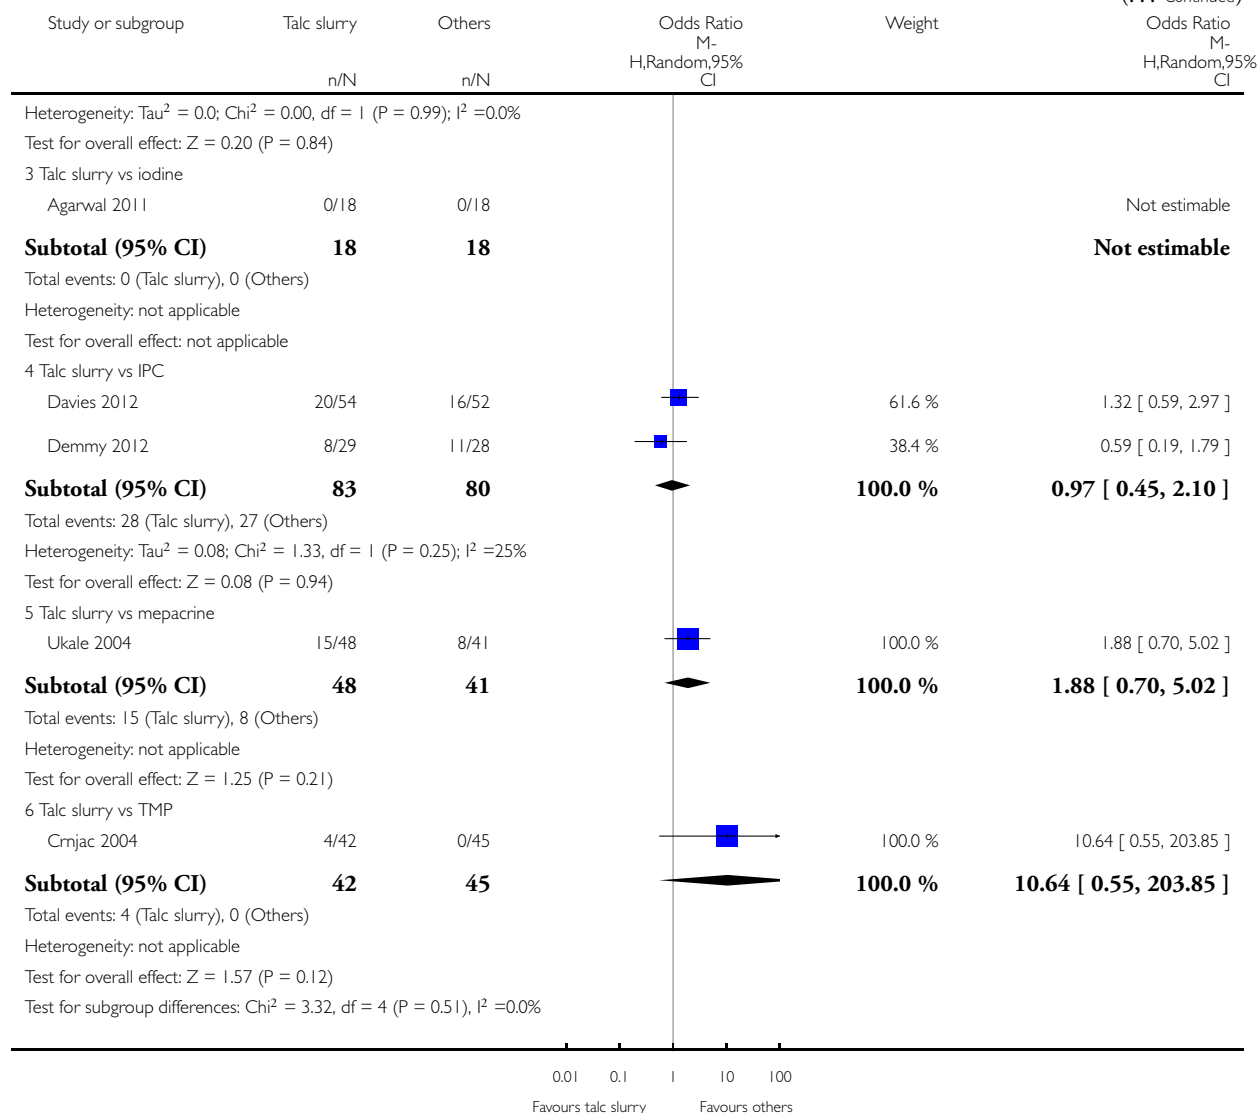 Study or subgroup Talc slurry Others Odds Ratio Weight Odds Ratio
M- M-
H,Random,95% H,Random,95%
n/N n/N CI CI
Heterogeneity: Tau² = 0.0; Chi² = 0.00, df = 1 (P = 0.99); I² =0.0%
Test for overall effect: Z = 0.20 (P = 0.84)
3 Talc slurry vs iodine
Agarwal 2011 0/18 0/18 Not estimable
Subtotal (95% CI) 18 18 Not estimable
Total events: 0 (Talc slurry), 0 (Others)
Heterogeneity: not applicable
Test for overall effect: not applicable
4 Talc slurry vs IPC
Davies 2012 20/54 16/52 61.6 % 1.32 [ 0.59, 2.97 ]
Demmy 2012 8/29 11/28 38.4 % 0.59 [ 0.19, 1.79 ]
Subtotal (95% CI) 83 80 100.0 % 0.97 [ 0.45, 2.10 ]
Total events: 28 (Talc slurry), 27 (Others)
Heterogeneity: Tau² = 0.08; Chi² = 1.33, df = 1 (P = 0.25); I² =25%
Test for overall effect: Z = 0.08 (P = 0.94)
5 Talc slurry vs mepacrine
Ukale 2004 15/48 8/41 100.0 % 1.88 [ 0.70, 5.02 ]
Subtotal (95% CI) 48 41 100.0 % 1.88 [ 0.70, 5.02 ]
Total events: 15 (Talc slurry), 8 (Others)
Heterogeneity: not applicable
Test for overall effect: Z = 1.25 (P = 0.21)
6 Talc slurry vs TMP
Crnjac 2004 4/42 0/45 100.0 % 10.64 [ 0.55, 203.85 ]
Subtotal (95% CI) 42 45 100.0 % 10.64 [ 0.55, 203.85 ]
Total events: 4 (Talc slurry), 0 (Others)
Heterogeneity: not applicable
Test for overall effect: Z = 1.57 (P = 0.12)
Test for subgroup differences: Chi² = 3.32, df = 4 (P = 0.51), I² =0.0%
0.01 0.1 1 10 100
Favours talc slurry Favours others